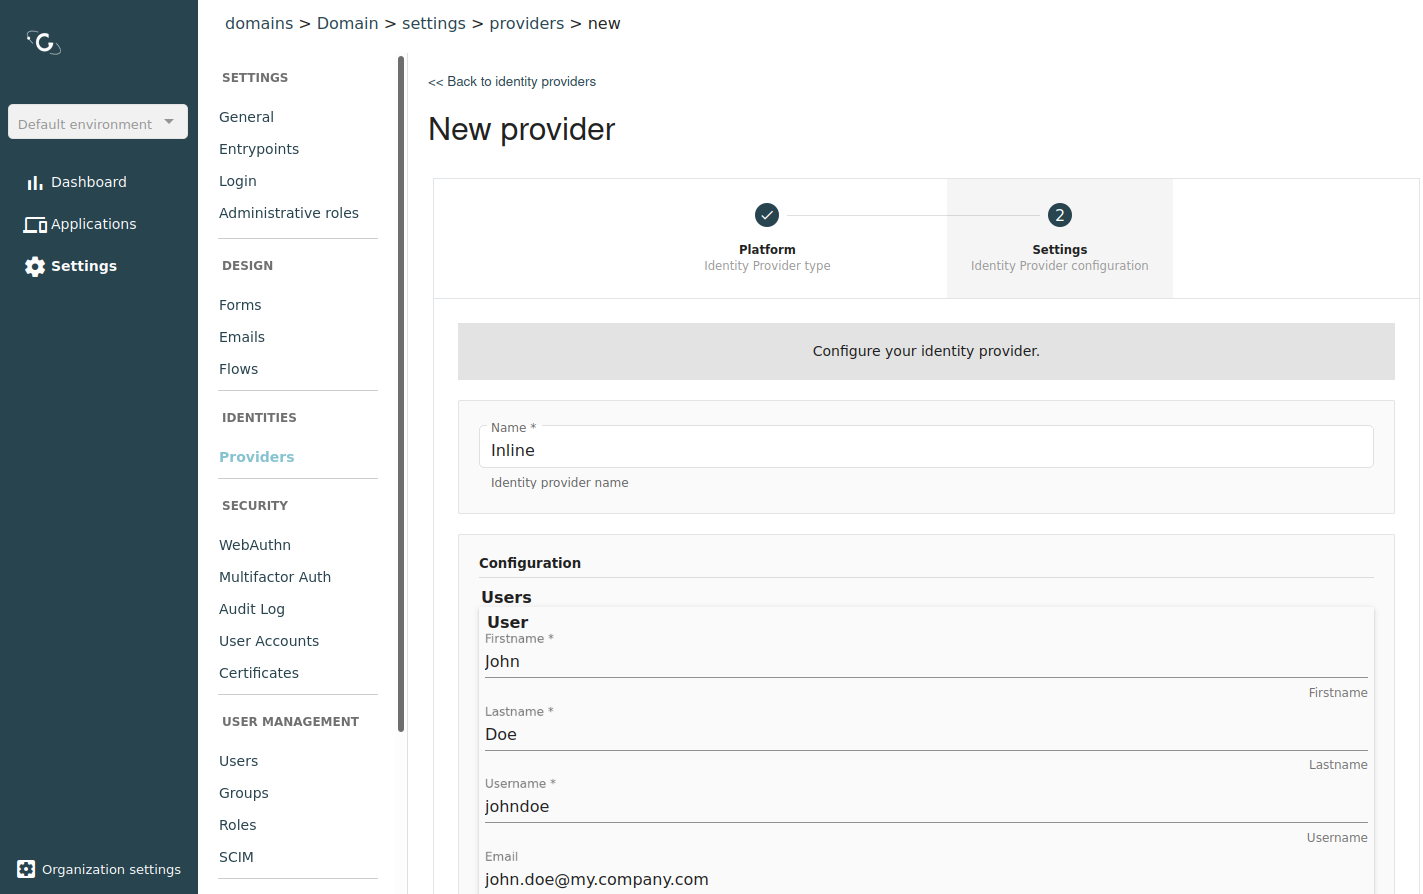 domains > Domain > settings > providers > new
Default environment
Dashboard
Applications
Settings
Organization settings
SETTINGS
General
Entrypoints
Login
Administrative roles
DESIGN
Forms
Emails
Flows
IDENTITIES
Providers
SECURITY
WebAuthn
Multifactor Auth
Audit Log
User Accounts
Certificates
USER MANAGEMENT
Users
Groups
Roles
SCIM
<< Back to identity providers
New provider
Platform
Identity Provider type
2
Settings
Identity Provider configuration
Configure your identity provider.
Name *
Inline
Identity provider name
Configuration
Users
User
Firstname *
John
Firstname
Lastname *
Doe
Lastname
Username *
johndoe
Username
Email
john.doe@my.company.com